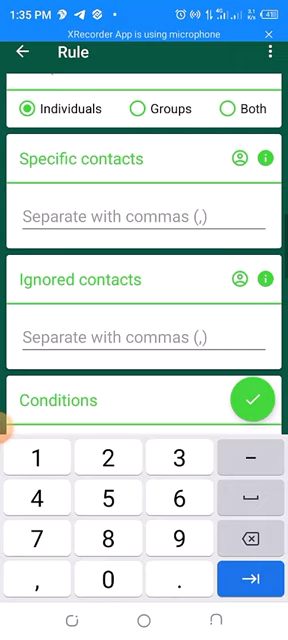 1:35 PM
XRecorder App is using microphone
Rule
Individuals Groups Both
Specific contacts
Separate with commas (,)
Ignored contacts
Separate with commas (,)
Conditions
1 2 3 –
4 5 6
7 8 9
, 0 .